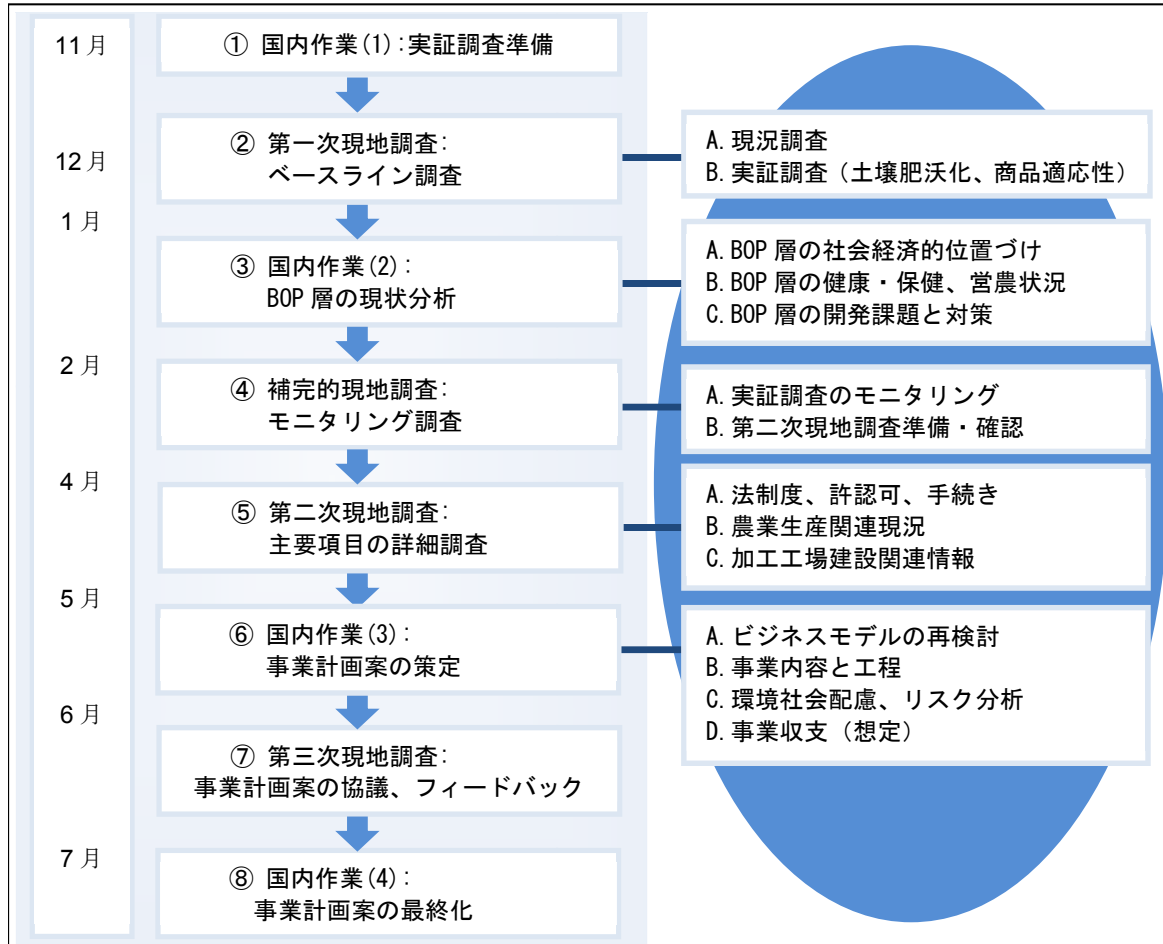 11月
① 国内作業(1):実証調査準備
12月
② 第一次現地調査:
ベースライン調査
A.現況調査
B.実証調査（土壌肥沃化、商品適応性）
1月
③ 国内作業(2):
BOP層の現状分析
A.BOP層の社会経済的位置づけ
B.BOP層の健康・保健、営農状況
C.BOP層の開発課題と対策
2月
④ 補完的現地調査:
モニタリング調査
A.実証調査のモニタリング
B.第二次現地調査準備・確認
4月
⑤ 第二次現地調査:
主要項目の詳細調査
A.法制度、許認可、手続き
B.農業生産関連現況
C.加工工場建設関連情報
5月
⑥ 国内作業(3):
事業計画案の策定
A.ビジネスモデルの再検討
B.事業内容と工程
C.環境社会配慮、リスク分析
D.事業収支（想定）
6月
⑦ 第三次現地調査:
事業計画案の協議、フィードバック
7月
⑧ 国内作業(4):
事業計画案の最終化